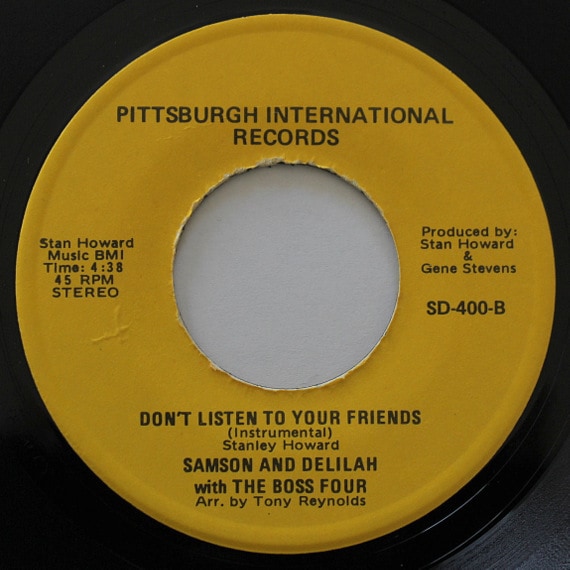 PITTSBURGH INTERNATIONAL
RECORDS
Stan Howard
Music BMI
Time: 4:38
45 RPM
STEREO
Produced by:
Stan Howard
&
Gene Stevens
SD-400-B
DON'T LISTEN TO YOUR FRIENDS
(Instrumental)
Stanley Howard
SAMSON AND DELILAH
with THE BOSS FOUR
Arr. by Tony Reynolds